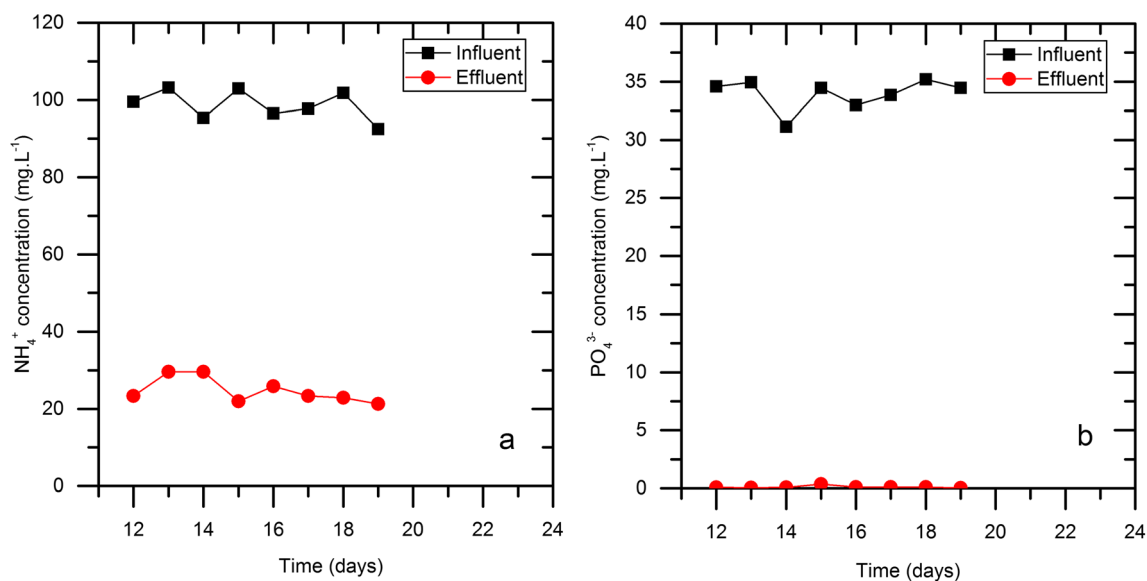 120
100
80
60
40
20
0
NH₄⁺ concentration (mg.L⁻¹)
Influent
Effluent
a
12 14 16 18 20 22 24
Time (days)
40
35
30
25
20
15
10
5
0
PO₄³⁻ concentration (mg.L⁻¹)
Influent
Effluent
b
12 14 16 18 20 22 24
Time (days)